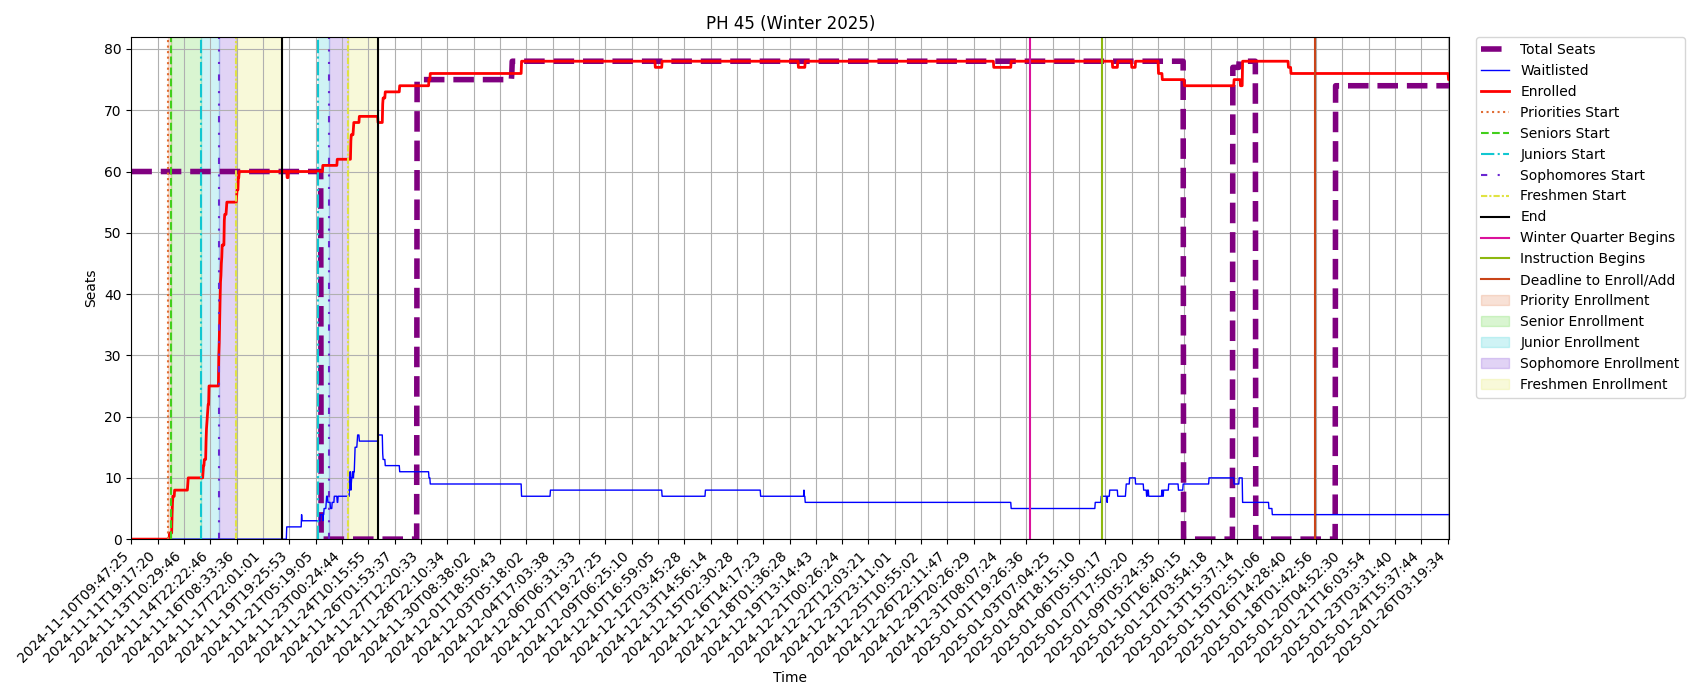 PH 45 (Winter 2025)
Seats
80
70
60
50
40
30
20
10
0
2024-11-10T09:47:25
2024-11-11T19:17:20
2024-11-13T10:29:46
2024-11-14T22:22:46
2024-11-16T08:33:36
2024-11-17T22:01:01
2024-11-19T19:25:53
2024-11-21T05:19:05
2024-11-23T00:24:44
2024-11-24T10:15:55
2024-11-26T01:53:37
2024-11-27T12:20:33
2024-11-28T22:10:34
2024-11-30T08:38:02
2024-12-01T18:50:43
2024-12-03T05:18:02
2024-12-04T17:03:38
2024-12-06T06:31:33
2024-12-07T19:27:25
2024-12-09T06:25:10
2024-12-10T16:59:05
2024-12-12T03:45:28
2024-12-13T14:56:14
2024-12-15T02:30:28
2024-12-16T14:17:23
2024-12-18T01:36:28
2024-12-19T13:14:43
2024-12-21T00:26:24
2024-12-22T12:03:21
2024-12-23T23:11:01
2024-12-25T10:55:02
2024-12-26T22:11:47
2024-12-29T20:26:29
2024-12-31T08:07:24
2025-01-01T19:26:36
2025-01-03T07:04:25
2025-01-04T18:15:10
2025-01-06T05:50:17
2025-01-07T17:50:20
2025-01-09T05:24:35
2025-01-10T16:40:15
2025-01-12T03:54:18
2025-01-13T15:37:14
2025-01-15T02:51:06
2025-01-16T14:28:40
2025-01-18T01:42:56
2025-01-20T04:52:30
2025-01-21T16:03:54
2025-01-23T03:31:40
2025-01-24T15:37:44
2025-01-26T03:19:34
Time
Total Seats
Waitlisted
Enrolled
Priorities Start
Seniors Start
Juniors Start
Sophomores Start
Freshmen Start
End
Winter Quarter Begins
Instruction Begins
Deadline to Enroll/Add
Priority Enrollment
Senior Enrollment
Junior Enrollment
Sophomore Enrollment
Freshmen Enrollment